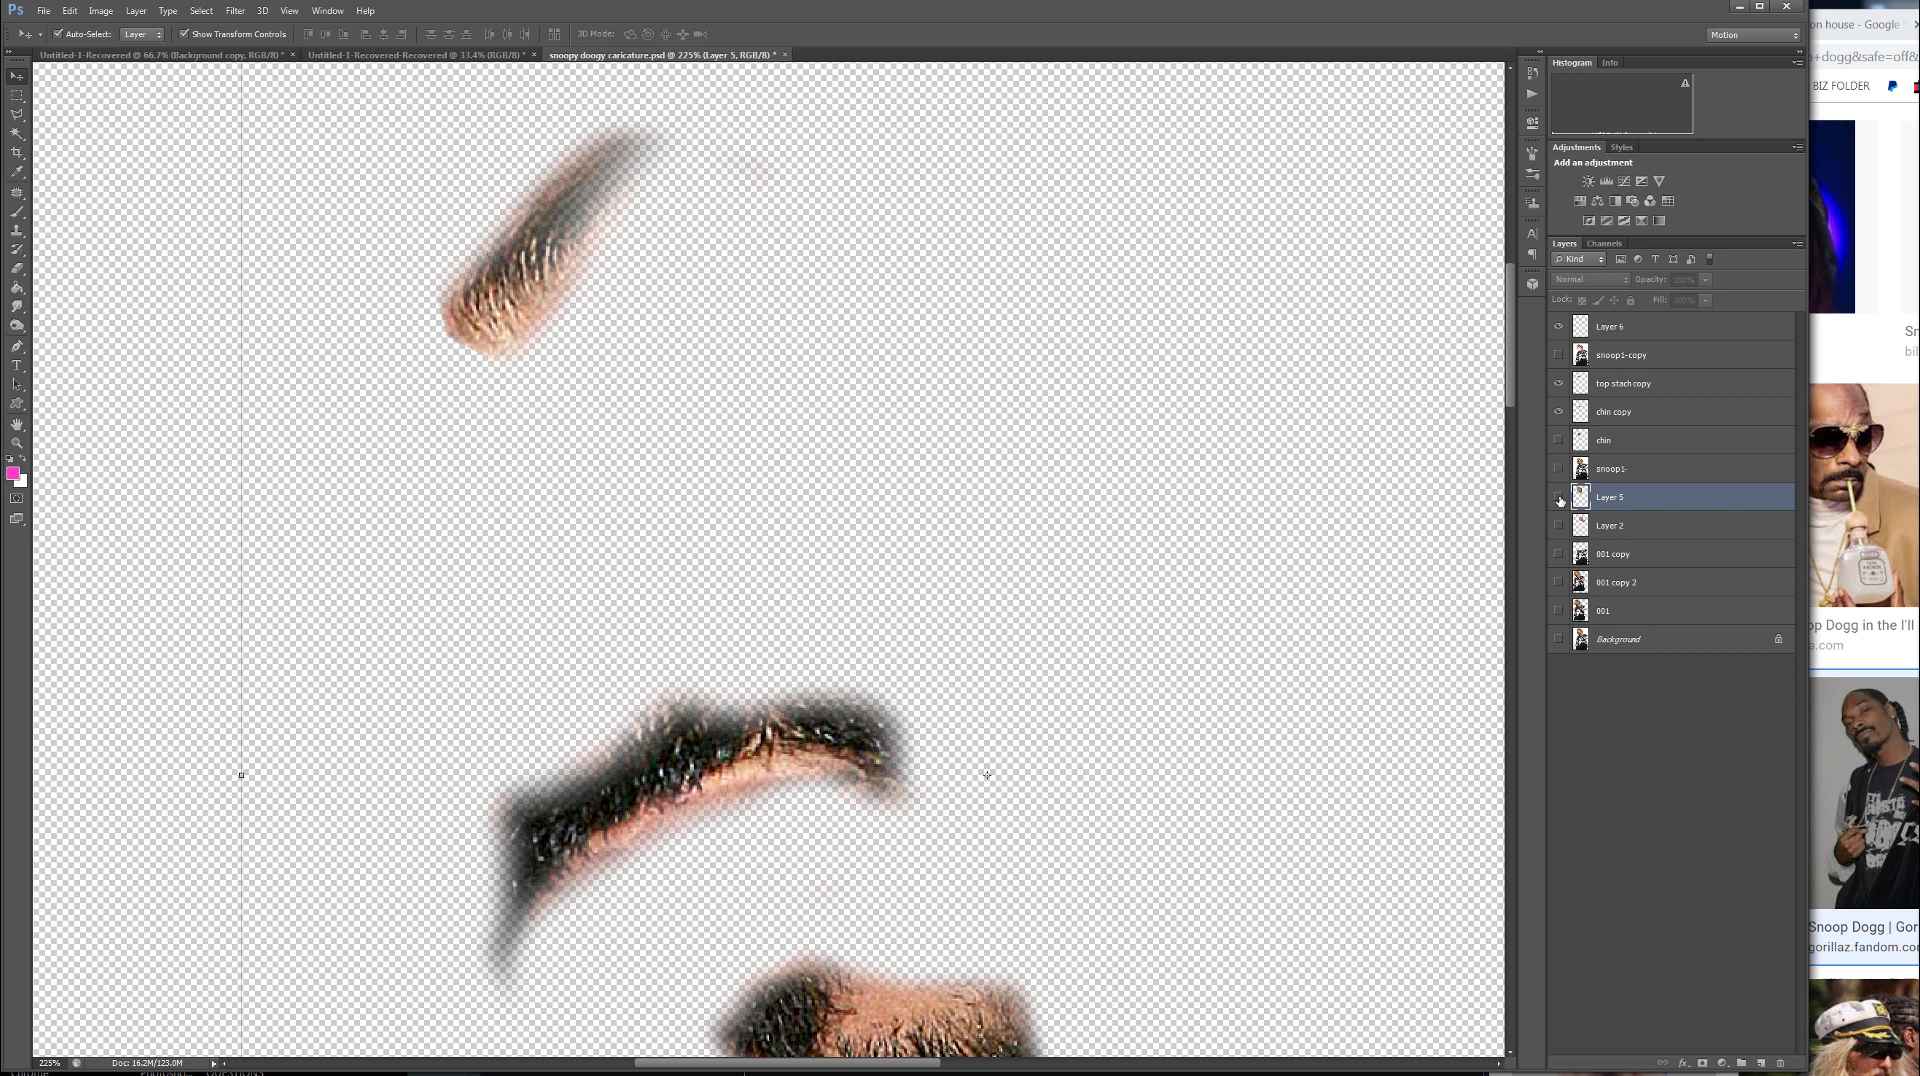 Ps File Edit Image Layer Type Select Filter 3D View Window Help
Auto-Select: Layer Show Transform Controls 3D Mode: Motion
Untitled-1-Recovered @ 66.7% (Background copy, RGB/8) * × Untitled-1-Recovered-Recovered @ 33.4% (RGB/8) * × snoopy doogy caricature.psd @ 225% (Layer 5, RGB/8) * ×
Histogram Info
Adjustments Styles
Add an adjustment
Layers Channels
Kind
Normal Opacity: 100%
Lock: Fill: 100%
Layer 6
snoop1-copy
top stach copy
chin copy
chin
snoop1-
Layer 5
Layer 2
001 copy
001 copy 2
001
Background
225% Doc: 16.2M/123.0M
on house - Google
+dogg&safe=off&
BIZ FOLDER
Sn
bil
op Dogg in the I'll
a.com
Snoop Dogg | Gor
gorillaz.fandom.co